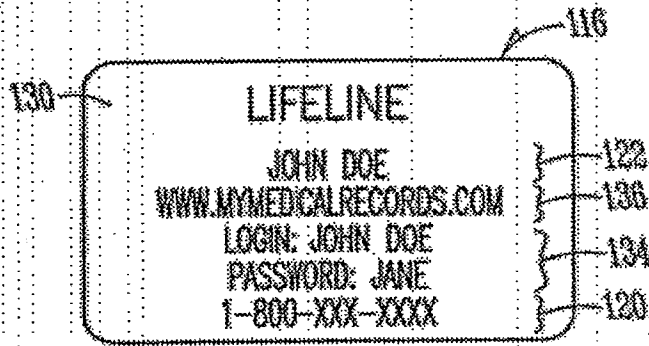 116
130
LIFELINE
JOHN DOE
122
WWW.MYMEDICALRECORDS.COM
136
LOGIN: JOHN DOE
134
PASSWORD: JANE
1-800-XXX-XXXX
120